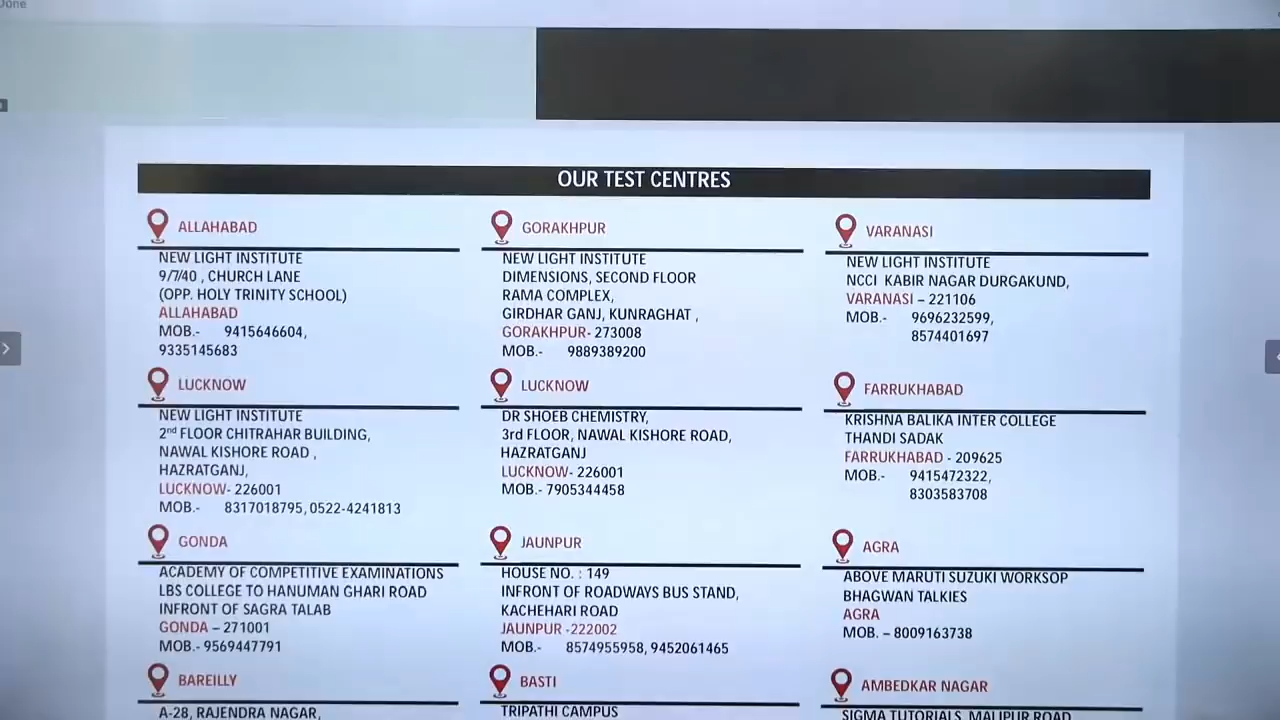 Done
OUR TEST CENTRES
ALLAHABAD
NEW LIGHT INSTITUTE
9/7/40 , CHURCH LANE
(OPP. HOLY TRINITY SCHOOL)
ALLAHABAD
MOB.- 9415646604,
9335145683
GORAKHPUR
NEW LIGHT INSTITUTE
DIMENSIONS, SECOND FLOOR
RAMA COMPLEX,
GIRDHAR GANJ, KUNRAGHAT ,
GORAKHPUR- 273008
MOB.- 9889389200
VARANASI
NEW LIGHT INSTITUTE
NCCI KABIR NAGAR DURGAKUND,
VARANASI – 221106
MOB.- 9696232599,
8574401697
LUCKNOW
NEW LIGHT INSTITUTE
2nd FLOOR CHITRAHAR BUILDING,
NAWAL KISHORE ROAD ,
HAZRATGANJ,
LUCKNOW- 226001
MOB.- 8317018795, 0522-4241813
LUCKNOW
DR SHOEB CHEMISTRY,
3rd FLOOR, NAWAL KISHORE ROAD,
HAZRATGANJ
LUCKNOW- 226001
MOB.- 7905344458
FARRUKHABAD
KRISHNA BALIKA INTER COLLEGE
THANDI SADAK
FARRUKHABAD - 209625
MOB.- 9415472322,
8303583708
GONDA
ACADEMY OF COMPETITIVE EXAMINATIONS
LBS COLLEGE TO HANUMAN GHARI ROAD
INFRONT OF SAGRA TALAB
GONDA – 271001
MOB.- 9569447791
JAUNPUR
HOUSE NO. : 149
INFRONT OF ROADWAYS BUS STAND,
KACHEHARI ROAD
JAUNPUR -222002
MOB.- 8574955958, 9452061465
AGRA
ABOVE MARUTI SUZUKI WORKSOP
BHAGWAN TALKIES
AGRA
MOB. – 8009163738
BAREILLY
A-28, RAJENDRA NAGAR,
BASTI
TRIPATHI CAMPUS
AMBEDKAR NAGAR
SIGMA TUTORIALS, MALIPUR ROAD